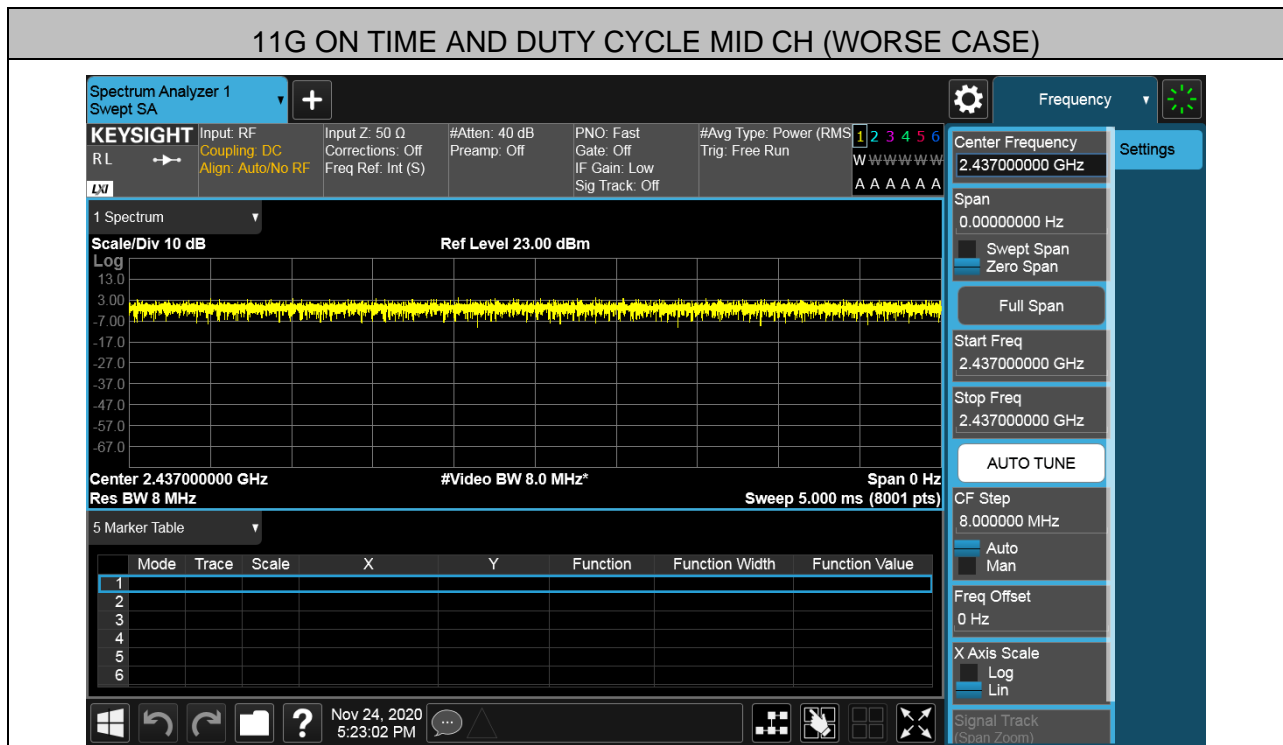 11G ON TIME AND DUTY CYCLE MID CH (WORSE CASE)
Spectrum Analyzer 1
Swept SA
+
Frequency
KEYSIGHT
RL
LXI
Input: RF
Coupling: DC
Align: Auto/No RF
Input Z: 50 Ω
Corrections: Off
Freq Ref: Int (S)
#Atten: 40 dB
Preamp: Off
PNO: Fast
Gate: Off
IF Gain: Low
Sig Track: Off
#Avg Type: Power (RMS
Trig: Free Run
1 2 3 4 5 6
W W W W W W
A A A A A A
1 Spectrum
Scale/Div 10 dB
Ref Level 23.00 dBm
Log
13.0
3.00
-7.00
-17.0
-27.0
-37.0
-47.0
-57.0
-67.0
Center 2.437000000 GHz
#Video BW 8.0 MHz*
Span 0 Hz
Res BW 8 MHz
Sweep 5.000 ms (8001 pts)
5 Marker Table
Mode Trace Scale X Y Function Function Width Function Value
1
2
3
4
5
6
Nov 24, 2020
5:23:02 PM
?
Center Frequency
2.437000000 GHz
Settings
Span
0.00000000 Hz
Swept Span
Zero Span
Full Span
Start Freq
2.437000000 GHz
Stop Freq
2.437000000 GHz
AUTO TUNE
CF Step
8.000000 MHz
Auto
Man
Freq Offset
0 Hz
X Axis Scale
Log
Lin
Signal Track
(Span Zoom)